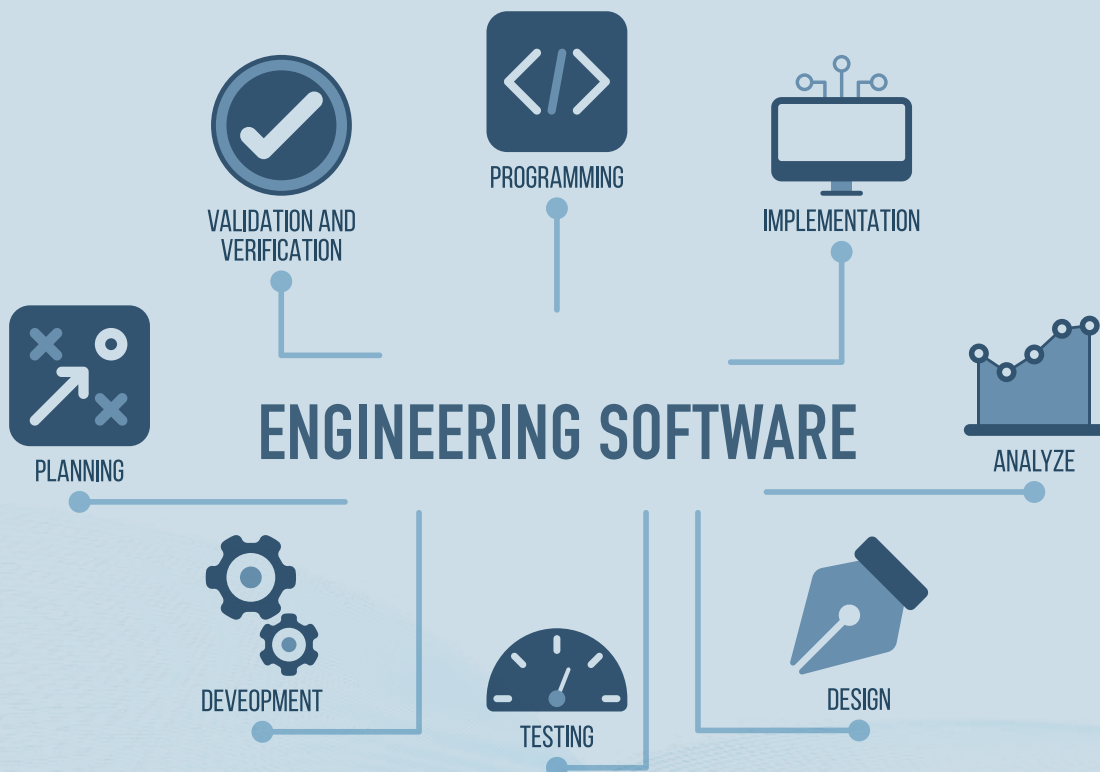 PROGRAMMING
VALIDATION AND
VERIFICATION
IMPLEMENTATION
PLANNING
ENGINEERING SOFTWARE
ANALYZE
DEVEOPMENT
TESTING
DESIGN